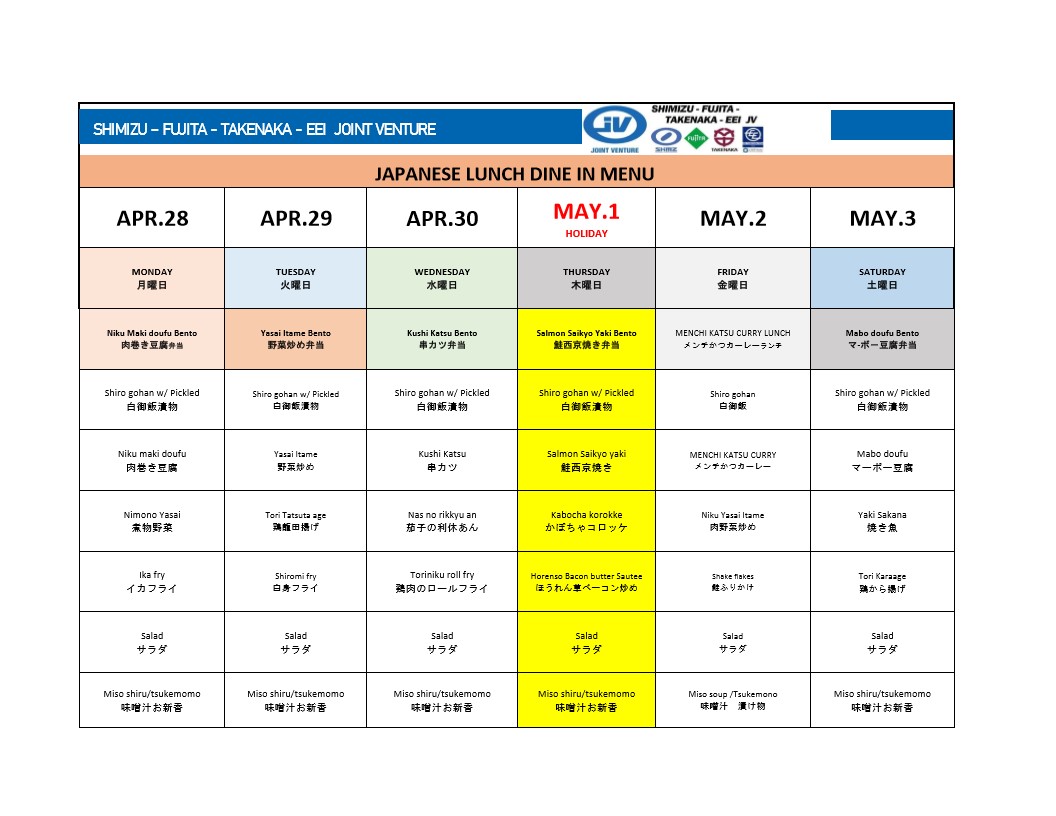 SHIMIZU – FUJITA – TAKENAKA – EEI JOINT VENTURE
JV
JOINT VENTURE
SHIMIZU - FUJITA -
TAKENAKA - EEI JV
FUJITA
TAKENAKA
JAPANESE LUNCH DINE IN MENU
APR.28
APR.29
APR.30
MAY.1
HOLIDAY
MAY.2
MAY.3
MONDAY
月曜日
TUESDAY
火曜日
WEDNESDAY
水曜日
THURSDAY
木曜日
FRIDAY
金曜日
SATURDAY
土曜日
Niku Maki doufu Bento
肉巻き豆腐弁当
Yasai Itame Bento
野菜炒め弁当
Kushi Katsu Bento
串カツ弁当
Salmon Saikyo Yaki Bento
鮭西京焼き弁当
MENCHI KATSU CURRY LUNCH
メンチかつカーレーランチ
Mabo doufu Bento
マ-ボー豆腐弁当
Shiro gohan w/ Pickled
白御飯漬物
Shiro gohan w/ Pickled
白御飯漬物
Shiro gohan w/ Pickled
白御飯漬物
Shiro gohan w/ Pickled
白御飯漬物
Shiro gohan
白御飯
Shiro gohan w/ Pickled
白御飯漬物
Niku maki doufu
肉巻き豆腐
Yasai Itame
野菜炒め
Kushi Katsu
串カツ
Salmon Saikyo yaki
鮭西京焼き
MENCHI KATSU CURRY
メンチかつカーレー
Mabo doufu
マーボー豆腐
Nimono Yasai
煮物野菜
Tori Tatsuta age
鶏龍田揚げ
Nas no rikkyu an
茄子の利休あん
Kabocha korokke
かぼちゃコロッケ
Niku Yasai Itame
肉野菜炒め
Yaki Sakana
焼き魚
Ika fry
イカフライ
Shiromi fry
白身フライ
Toriniku roll fry
鶏肉のロールフライ
Horenso Bacon butter Sautee
ほうれん草ベーコン炒め
Shake flakes
鮭ふりかけ
Tori Karaage
鶏から揚げ
Salad
サラダ
Salad
サラダ
Salad
サラダ
Salad
サラダ
Salad
サラダ
Salad
サラダ
Miso shiru/tsukemomo
味噌汁お新香
Miso shiru/tsukemomo
味噌汁お新香
Miso shiru/tsukemomo
味噌汁お新香
Miso shiru/tsukemomo
味噌汁お新香
Miso soup /Tsukemono
味噌汁　漬け物
Miso shiru/tsukemomo
味噌汁お新香